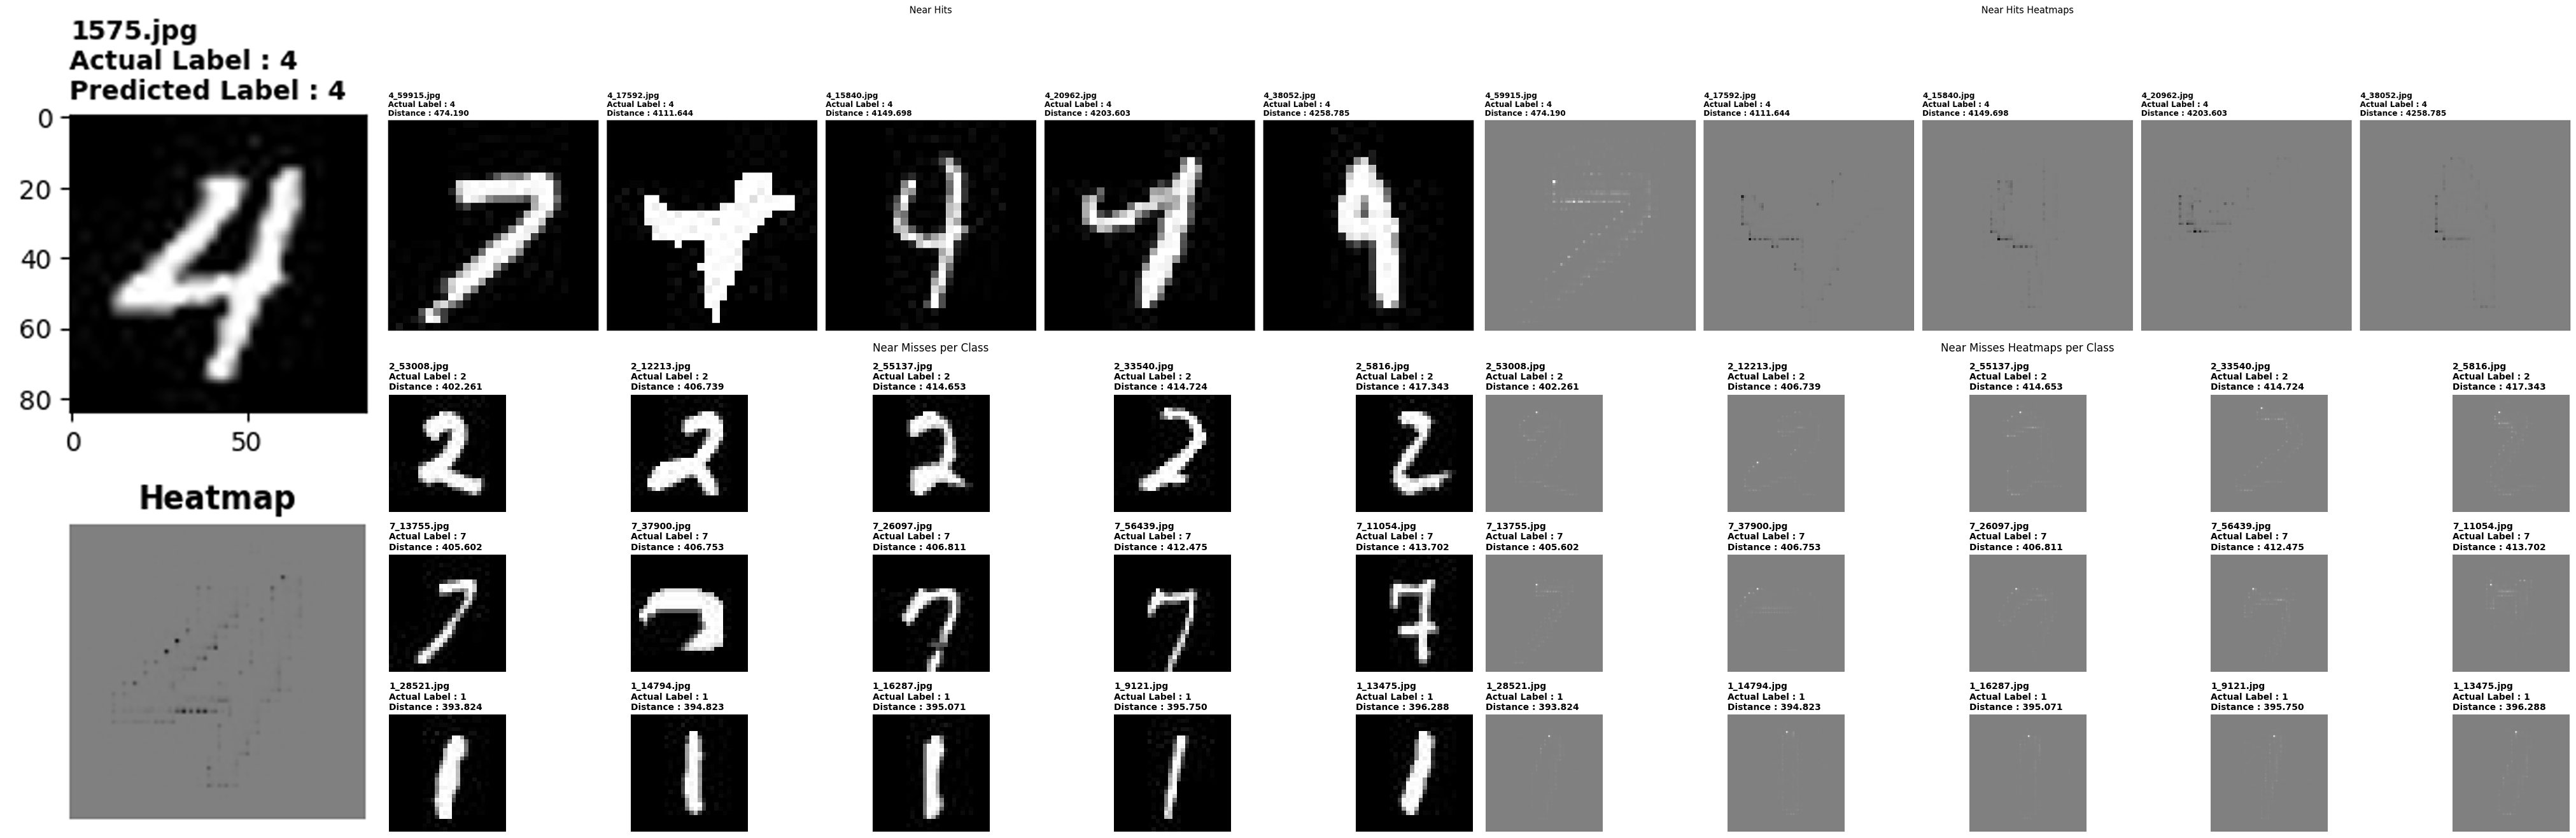 Near Hits
Near Hits Heatmaps
1575.jpg
Actual Label : 4
Predicted Label : 4
0
20
40
60
80
0
50
4
4_59915.jpg
Actual Label : 4
Distance : 474.190
4_17592.jpg
Actual Label : 4
Distance : 4111.644
4_15840.jpg
Actual Label : 4
Distance : 4149.698
4_20962.jpg
Actual Label : 4
Distance : 4203.603
4_38052.jpg
Actual Label : 4
Distance : 4258.785
4_59915.jpg
Actual Label : 4
Distance : 474.190
4_17592.jpg
Actual Label : 4
Distance : 4111.644
4_15840.jpg
Actual Label : 4
Distance : 4149.698
4_20962.jpg
Actual Label : 4
Distance : 4203.603
4_38052.jpg
Actual Label : 4
Distance : 4258.785
Near Misses per Class
Near Misses Heatmaps per Class
2_53008.jpg
Actual Label : 2
Distance : 402.261
2_12213.jpg
Actual Label : 2
Distance : 406.739
2_55137.jpg
Actual Label : 2
Distance : 414.653
2_33540.jpg
Actual Label : 2
Distance : 414.724
2_5816.jpg
Actual Label : 2
Distance : 417.343
2_53008.jpg
Actual Label : 2
Distance : 402.261
2_12213.jpg
Actual Label : 2
Distance : 406.739
2_55137.jpg
Actual Label : 2
Distance : 414.653
2_33540.jpg
Actual Label : 2
Distance : 414.724
2_5816.jpg
Actual Label : 2
Distance : 417.343
2 2 2 2 2
Heatmap
7_13755.jpg
Actual Label : 7
Distance : 405.602
7_37900.jpg
Actual Label : 7
Distance : 406.753
7_26097.jpg
Actual Label : 7
Distance : 406.811
7_56439.jpg
Actual Label : 7
Distance : 412.475
7_11054.jpg
Actual Label : 7
Distance : 413.702
7_13755.jpg
Actual Label : 7
Distance : 405.602
7_37900.jpg
Actual Label : 7
Distance : 406.753
7_26097.jpg
Actual Label : 7
Distance : 406.811
7_56439.jpg
Actual Label : 7
Distance : 412.475
7_11054.jpg
Actual Label : 7
Distance : 413.702
7 7 7 7 7
1_28521.jpg
Actual Label : 1
Distance : 393.824
1_14794.jpg
Actual Label : 1
Distance : 394.823
1_16287.jpg
Actual Label : 1
Distance : 395.071
1_9121.jpg
Actual Label : 1
Distance : 395.750
1_13475.jpg
Actual Label : 1
Distance : 396.288
1_28521.jpg
Actual Label : 1
Distance : 393.824
1_14794.jpg
Actual Label : 1
Distance : 394.823
1_16287.jpg
Actual Label : 1
Distance : 395.071
1_9121.jpg
Actual Label : 1
Distance : 395.750
1_13475.jpg
Actual Label : 1
Distance : 396.288
1 1 1 1 1